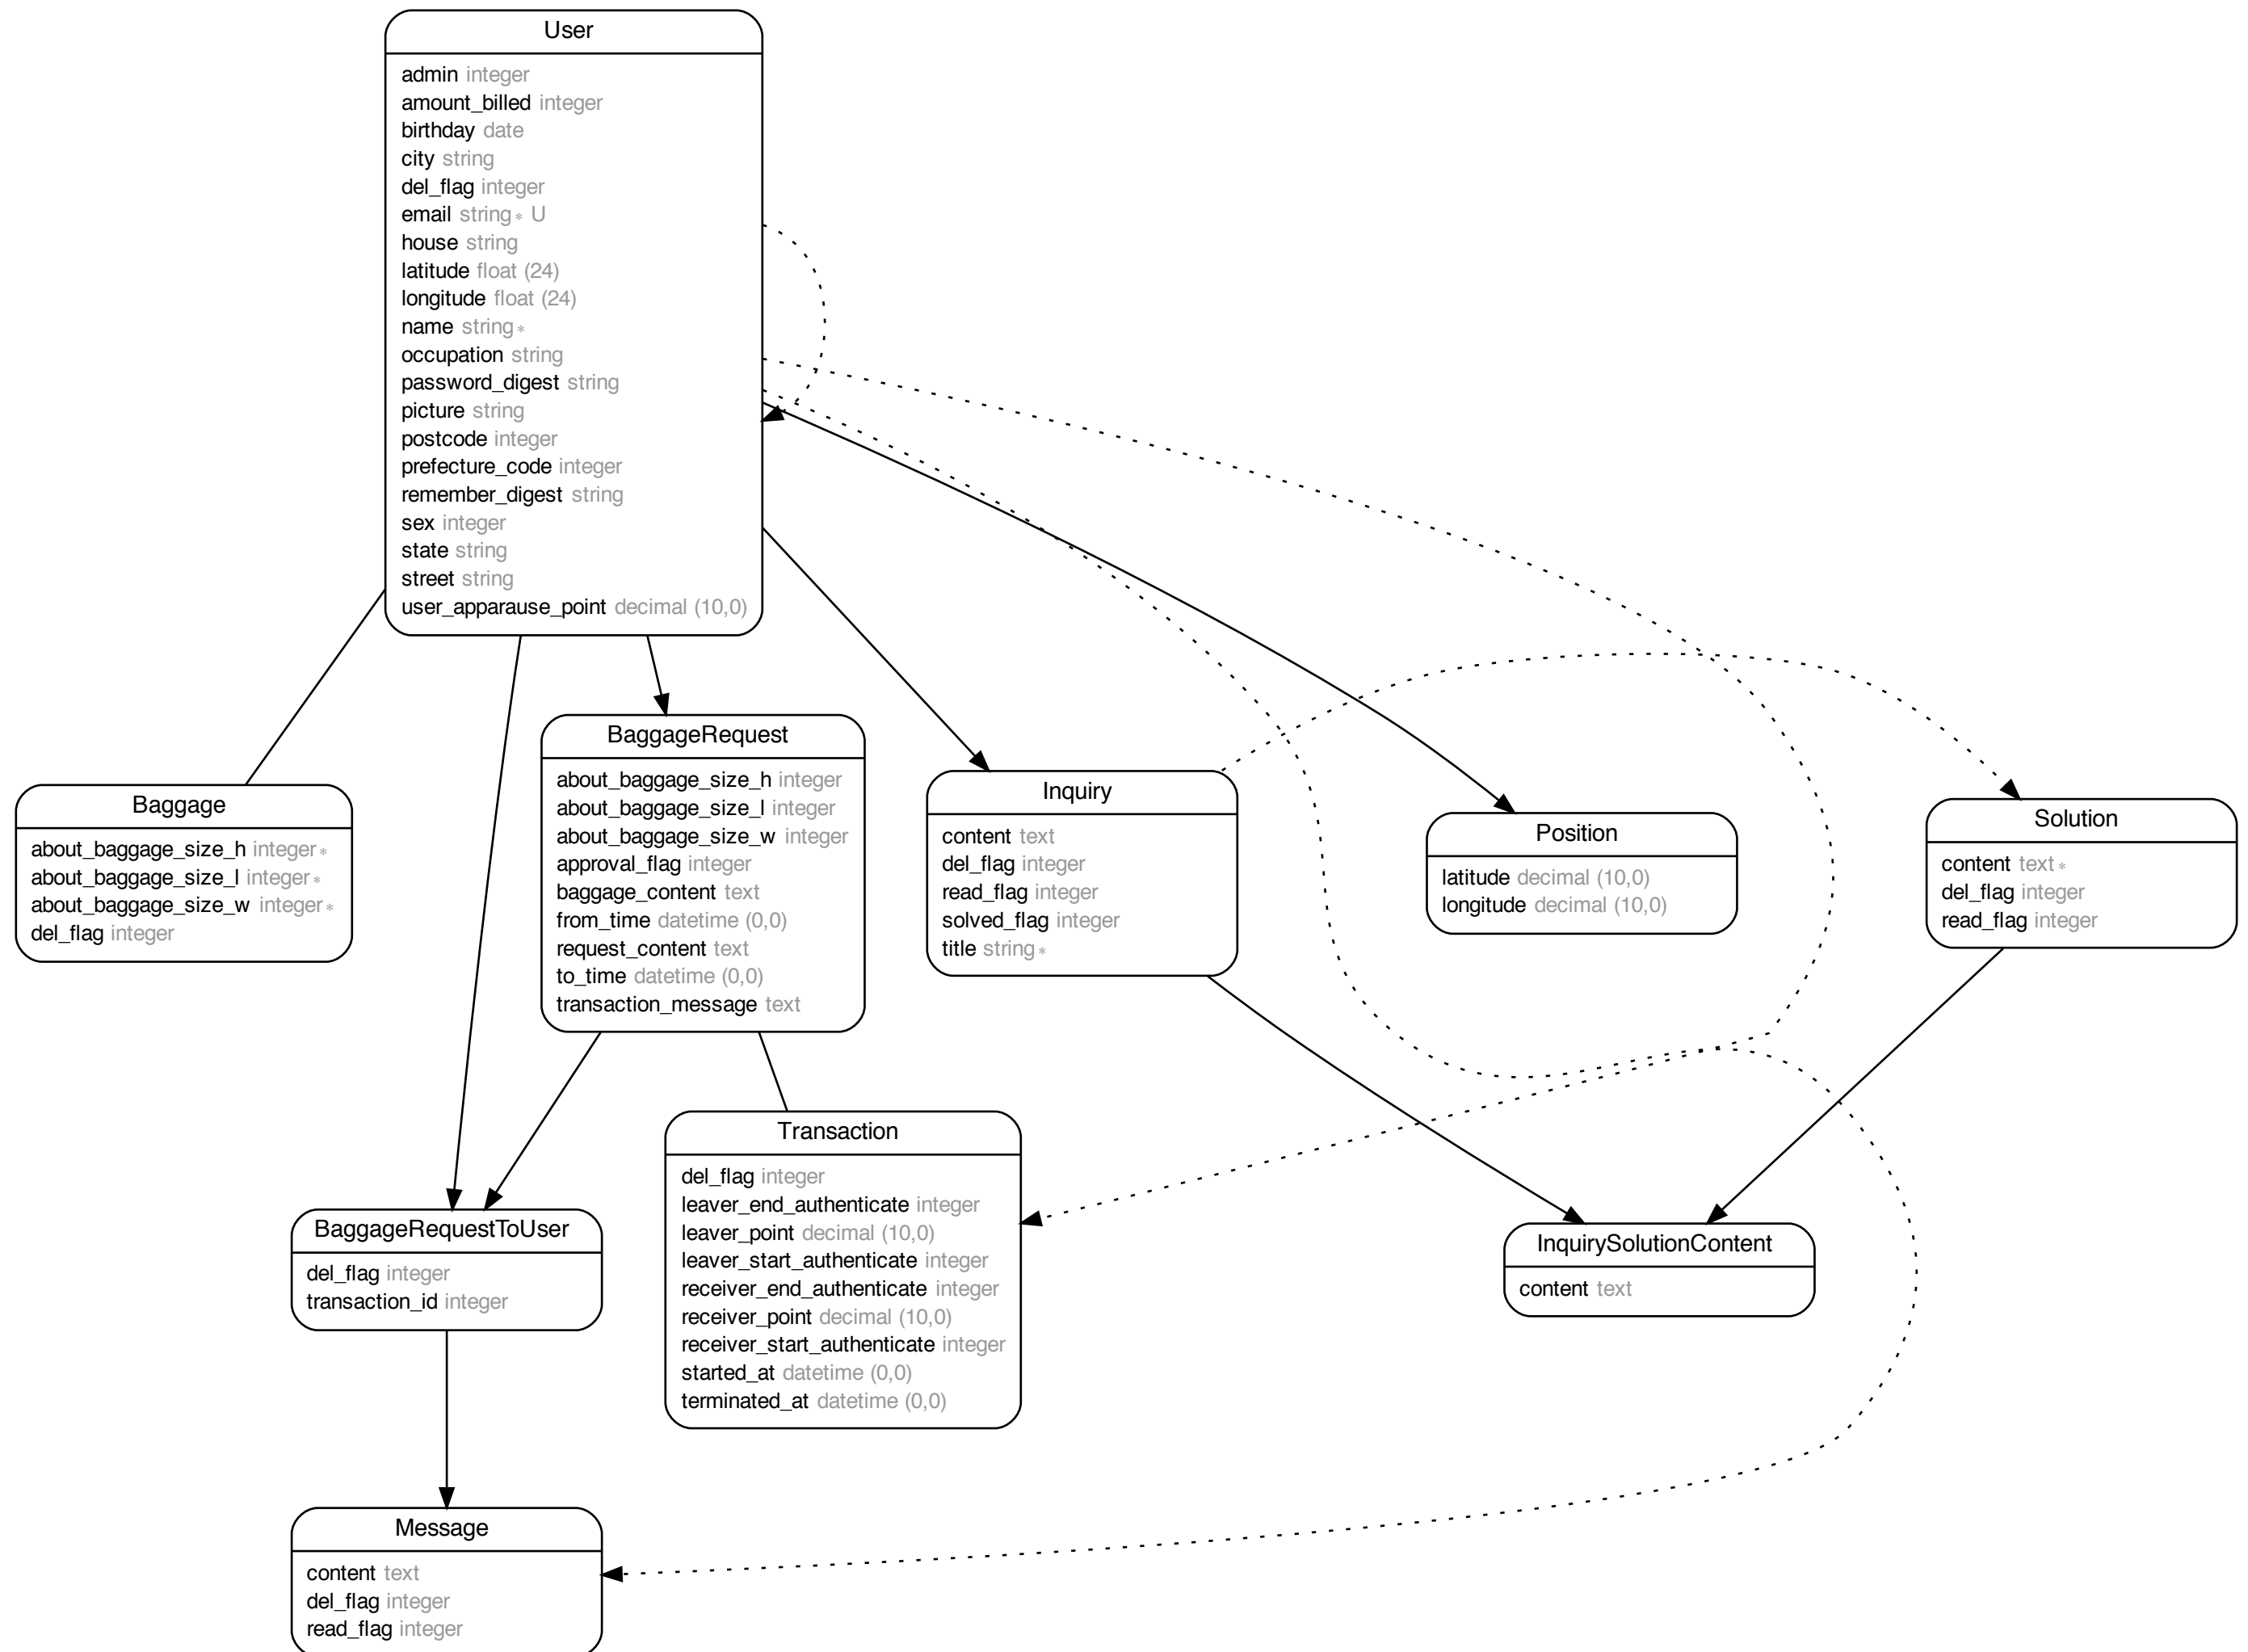 User
admin integer
amount_billed integer
birthday date
city string
del_flag integer
email string∗ U
house string
latitude float (24)
longitude float (24)
name string∗
occupation string
password_digest string
picture string
postcode integer
prefecture_code integer
remember_digest string
sex integer
state string
street string
user_apparause_point decimal (10,0)
Baggage
about_baggage_size_h integer∗
about_baggage_size_l integer∗
about_baggage_size_w integer∗
del_flag integer
BaggageRequest
about_baggage_size_h integer
about_baggage_size_l integer
about_baggage_size_w integer
approval_flag integer
baggage_content text
from_time datetime (0,0)
request_content text
to_time datetime (0,0)
transaction_message text
Inquiry
content text
del_flag integer
read_flag integer
solved_flag integer
title string∗
Position
latitude decimal (10,0)
longitude decimal (10,0)
Solution
content text∗
del_flag integer
read_flag integer
BaggageRequestToUser
del_flag integer
transaction_id integer
Transaction
del_flag integer
leaver_end_authenticate integer
leaver_point decimal (10,0)
leaver_start_authenticate integer
receiver_end_authenticate integer
receiver_point decimal (10,0)
receiver_start_authenticate integer
started_at datetime (0,0)
terminated_at datetime (0,0)
InquirySolutionContent
content text
Message
content text
del_flag integer
read_flag integer